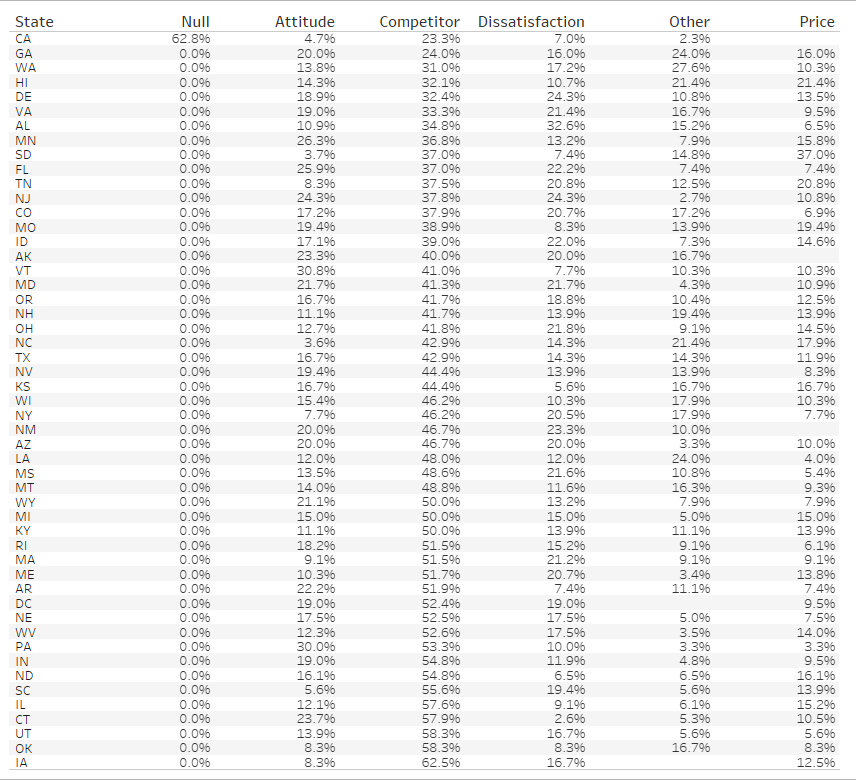 State Null Attitude Competitor Dissatisfaction Other Price
CA 62.8% 4.7% 23.3% 7.0% 2.3%
GA 0.0% 20.0% 24.0% 16.0% 24.0% 16.0%
WA 0.0% 13.8% 31.0% 17.2% 27.6% 10.3%
HI 0.0% 14.3% 32.1% 10.7% 21.4% 21.4%
DE 0.0% 18.9% 32.4% 24.3% 10.8% 13.5%
VA 0.0% 19.0% 33.3% 21.4% 16.7% 9.5%
AL 0.0% 10.9% 34.8% 32.6% 15.2% 6.5%
MN 0.0% 26.3% 36.8% 13.2% 7.9% 15.8%
SD 0.0% 3.7% 37.0% 7.4% 14.8% 37.0%
FL 0.0% 25.9% 37.0% 22.2% 7.4% 7.4%
TN 0.0% 8.3% 37.5% 20.8% 12.5% 20.8%
NJ 0.0% 24.3% 37.8% 24.3% 2.7% 10.8%
CO 0.0% 17.2% 37.9% 20.7% 17.2% 6.9%
MO 0.0% 19.4% 38.9% 8.3% 13.9% 19.4%
ID 0.0% 17.1% 39.0% 22.0% 7.3% 14.6%
AK 0.0% 23.3% 40.0% 20.0% 16.7%
VT 0.0% 30.8% 41.0% 7.7% 10.3% 10.3%
MD 0.0% 21.7% 41.3% 21.7% 4.3% 10.9%
OR 0.0% 16.7% 41.7% 18.8% 10.4% 12.5%
NH 0.0% 11.1% 41.7% 13.9% 19.4% 13.9%
OH 0.0% 12.7% 41.8% 21.8% 9.1% 14.5%
NC 0.0% 3.6% 42.9% 14.3% 21.4% 17.9%
TX 0.0% 16.7% 42.9% 14.3% 14.3% 11.9%
NV 0.0% 19.4% 44.4% 13.9% 13.9% 8.3%
KS 0.0% 16.7% 44.4% 5.6% 16.7% 16.7%
WI 0.0% 15.4% 46.2% 10.3% 17.9% 10.3%
NY 0.0% 7.7% 46.2% 20.5% 17.9% 7.7%
NM 0.0% 20.0% 46.7% 23.3% 10.0%
AZ 0.0% 20.0% 46.7% 20.0% 3.3% 10.0%
LA 0.0% 12.0% 48.0% 12.0% 24.0% 4.0%
MS 0.0% 13.5% 48.6% 21.6% 10.8% 5.4%
MT 0.0% 14.0% 48.8% 11.6% 16.3% 9.3%
WY 0.0% 21.1% 50.0% 13.2% 7.9% 7.9%
MI 0.0% 15.0% 50.0% 15.0% 5.0% 15.0%
KY 0.0% 11.1% 50.0% 13.9% 11.1% 13.9%
RI 0.0% 18.2% 51.5% 15.2% 9.1% 6.1%
MA 0.0% 9.1% 51.5% 21.2% 9.1% 9.1%
ME 0.0% 10.3% 51.7% 20.7% 3.4% 13.8%
AR 0.0% 22.2% 51.9% 7.4% 11.1% 7.4%
DC 0.0% 19.0% 52.4% 19.0% 9.5%
NE 0.0% 17.5% 52.5% 17.5% 5.0% 7.5%
WV 0.0% 12.3% 52.6% 17.5% 3.5% 14.0%
PA 0.0% 30.0% 53.3% 10.0% 3.3% 3.3%
IN 0.0% 19.0% 54.8% 11.9% 4.8% 9.5%
ND 0.0% 16.1% 54.8% 6.5% 6.5% 16.1%
SC 0.0% 5.6% 55.6% 19.4% 5.6% 13.9%
IL 0.0% 12.1% 57.6% 9.1% 6.1% 15.2%
CT 0.0% 23.7% 57.9% 2.6% 5.3% 10.5%
UT 0.0% 13.9% 58.3% 16.7% 5.6% 5.6%
OK 0.0% 8.3% 58.3% 8.3% 16.7% 8.3%
IA 0.0% 8.3% 62.5% 16.7% 12.5%